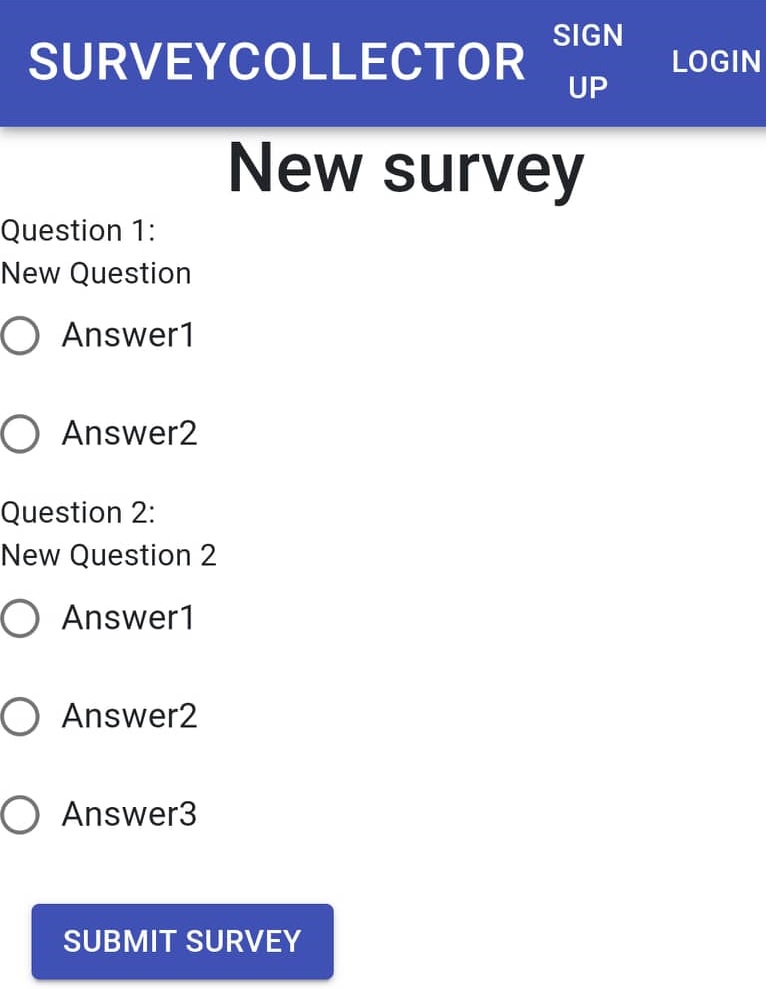 SURVEYCOLLECTOR
SIGN
UP
LOGIN
New survey
Question 1:
New Question
Answer1
Answer2
Question 2:
New Question 2
Answer1
Answer2
Answer3
SUBMIT SURVEY